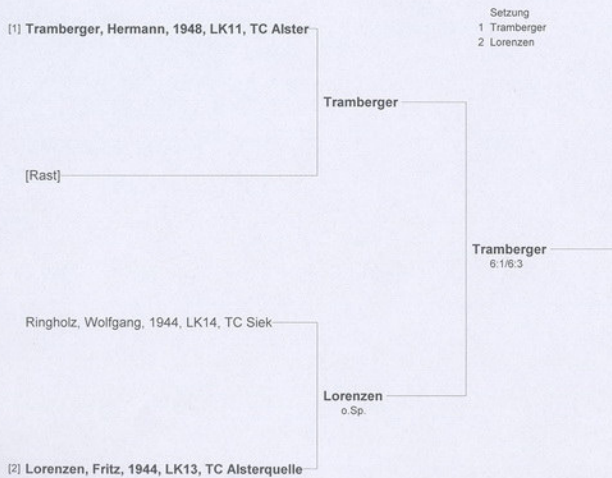 Setzung
1 Tramberger
2 Lorenzen
[1] Tramberger, Hermann, 1948, LK11, TC Alster
Tramberger
[Rast]
Tramberger
6:1/6:3
Ringholz, Wolfgang, 1944, LK14, TC Siek
Lorenzen
o.Sp.
[2] Lorenzen, Fritz, 1944, LK13, TC Alsterquelle